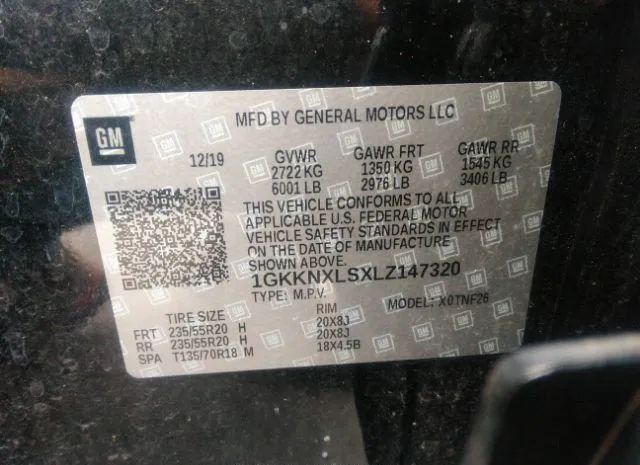 MFD BY GENERAL MOTORS LLC
GM
12/19 GVWR GAWR FRT GAWR RR
2722 KG 1350 KG 1545 KG
6001 LB 2976 LB 3406 LB
THIS VEHICLE CONFORMS TO ALL
APPLICABLE U.S. FEDERAL MOTOR
VEHICLE SAFETY STANDARDS IN EFFECT
ON THE DATE OF MANUFACTURE
SHOWN ABOVE.
1GKKNXLSXLZ147320
TYPE: M.P.V. MODEL: X0TNF26
TIRE SIZE RIM
FRT 235/55R20 H 20X8J
RR 235/55R20 H 20X8J
SPA T135/70R18 M 18X4.5B